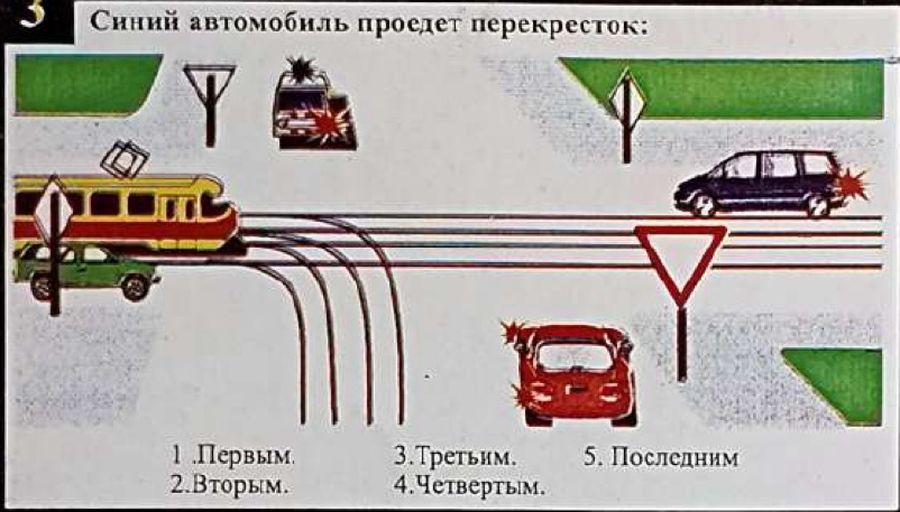 3
Синий автомобиль проедет перекресток:
1 .Первым. 3.Третьим. 5. Последним
2.Вторым. 4.Четвертым.